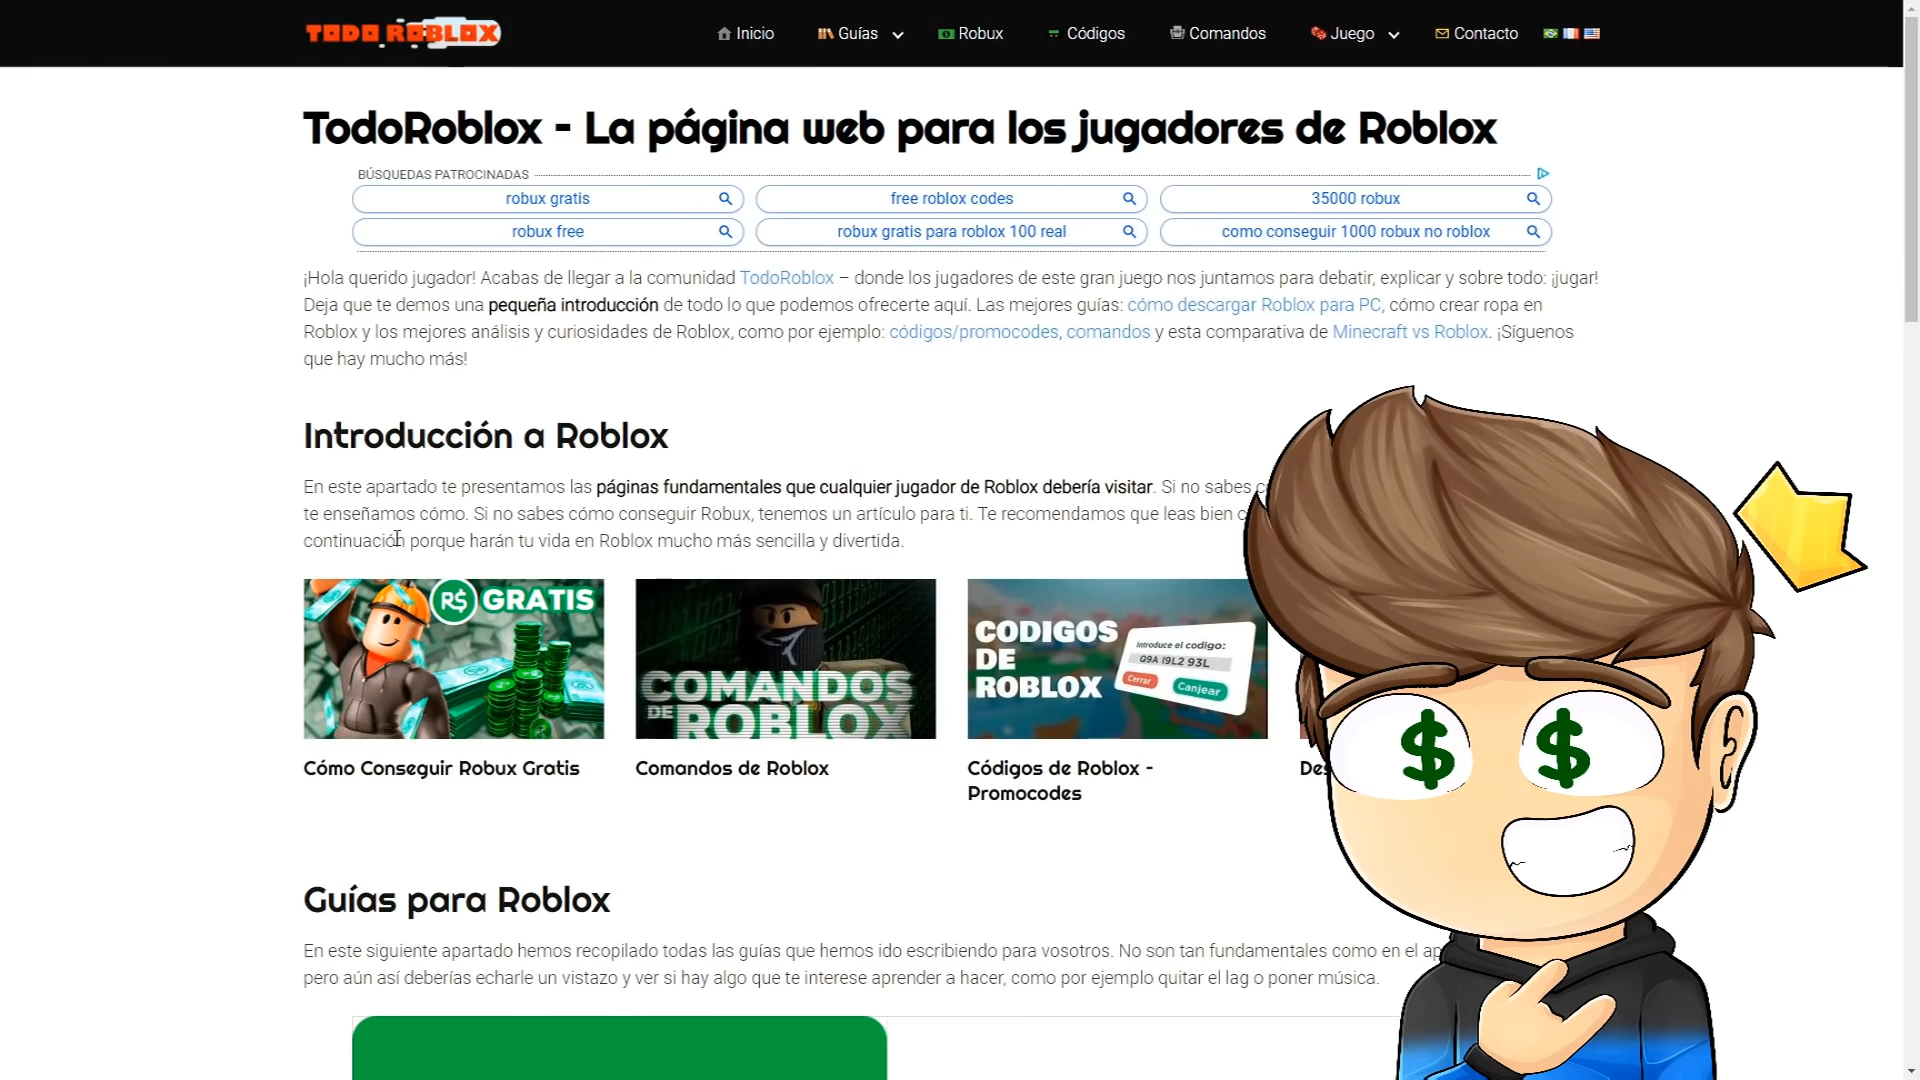 TODO ROBLOX
Inicio
Guías
Robux
Códigos
Comandos
Juego
Contacto
TodoRoblox - La página web para los jugadores de Roblox
BÚSQUEDAS PATROCINADAS
robux gratis
free roblox codes
35000 robux
robux free
robux gratis para roblox 100 real
como conseguir 1000 robux no roblox
¡Hola querido jugador! Acabas de llegar a la comunidad TodoRoblox – donde los jugadores de este gran juego nos juntamos para debatir, explicar y sobre todo: ¡jugar!
Deja que te demos una pequeña introducción de todo lo que podemos ofrecerte aquí. Las mejores guías: cómo descargar Roblox para PC, cómo crear ropa en
Roblox y los mejores análisis y curiosidades de Roblox, como por ejemplo: códigos/promocodes, comandos y esta comparativa de Minecraft vs Roblox. ¡Síguenos
que hay mucho más!
Introducción a Roblox
En este apartado te presentamos las páginas fundamentales que cualquier jugador de Roblox debería visitar. Si no sabes
te enseñamos cómo. Si no sabes cómo conseguir Robux, tenemos un artículo para ti. Te recomendamos que leas bien
continuación porque harán tu vida en Roblox mucho más sencilla y divertida.
R$ GRATIS
COMANDOS
DE ROBLOX
CODIGOS
DE
ROBLOX
Introduce el codigo:
Q9A I9L2 93L
Cerrar
Canjear
Cómo Conseguir Robux Gratis
Comandos de Roblox
Códigos de Roblox -
Promocodes
Guías para Roblox
En este siguiente apartado hemos recopilado todas las guías que hemos ido escribiendo para vosotros. No son tan fundamentales como en el
pero aún así deberías echarle un vistazo y ver si hay algo que te interese aprender a hacer, como por ejemplo quitar el lag o poner música.
$ $